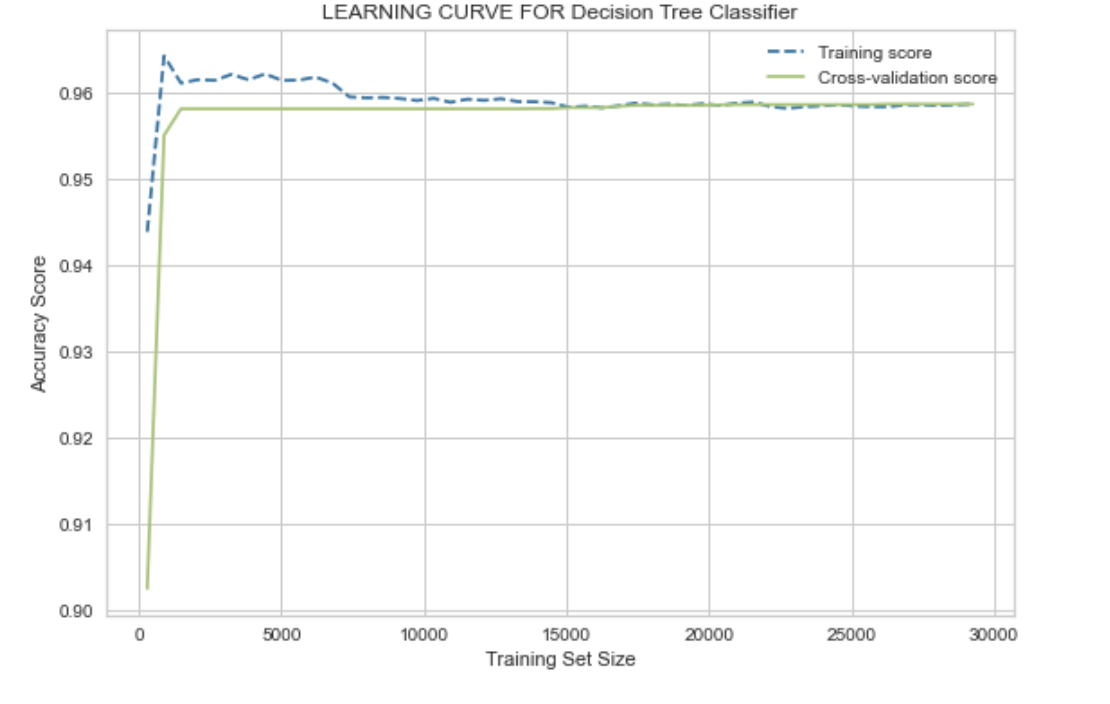 LEARNING CURVE FOR Decision Tree Classifier
Training score
Cross-validation score
0.96
0.95
0.94
0.93
0.92
0.91
0.90
Accuracy Score
0 5000 10000 15000 20000 25000 30000
Training Set Size